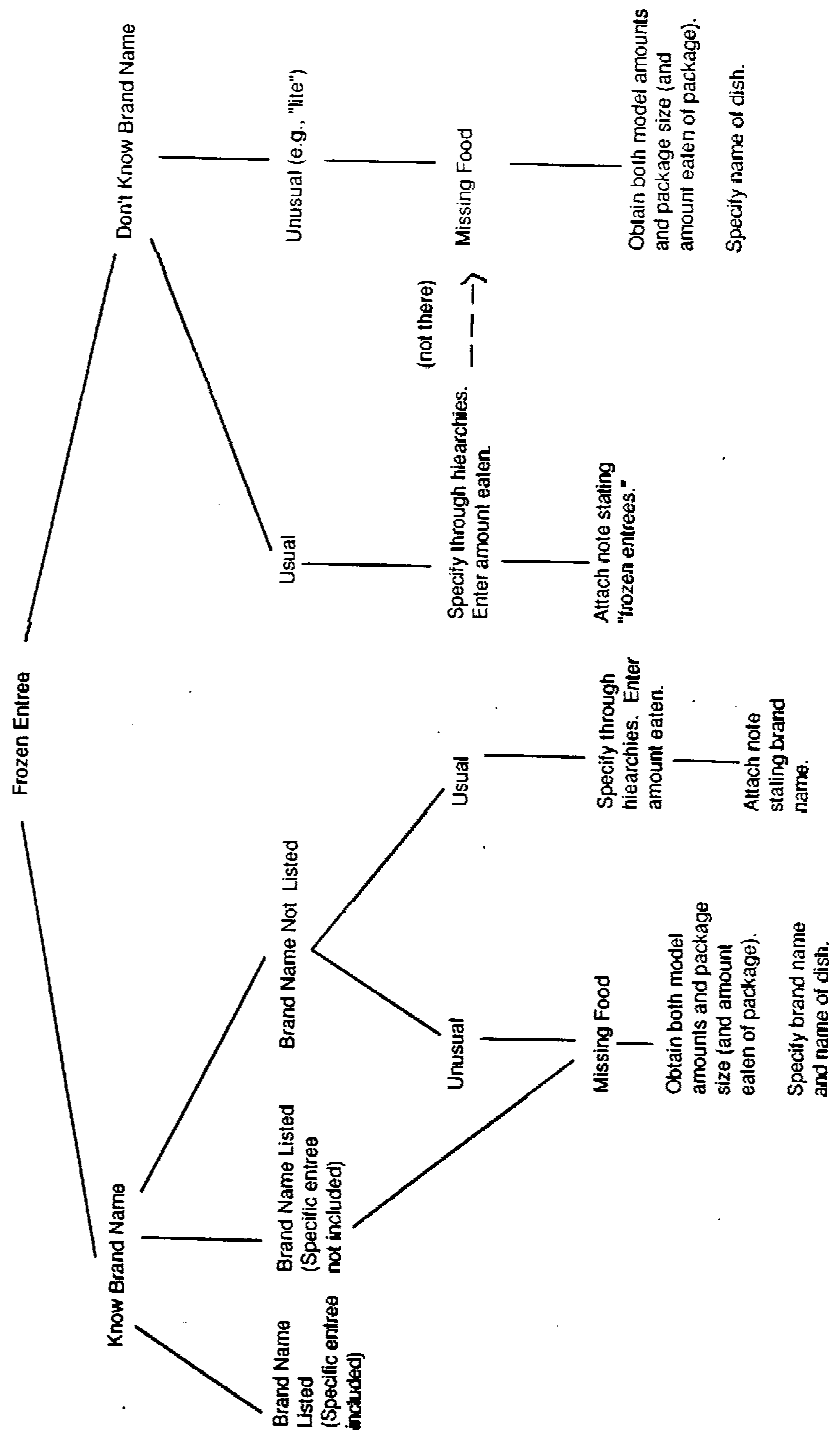 Frozen Entree
Know Brand Name
Don't Know Brand Name
Brand Name
Listed
(Specific entree
included)
Brand Name Listed
(Specific entree
not included)
Brand Name Not Listed
Usual
Unusual (e.g., "lite")
Unusual
Usual
Specify through hiearchies.
Enter amount eaten.
(not there)
Missing Food
Missing Food
Specify through
hiearchies. Enter
amount eaten.
Attach note stating
"frozen entrees."
Obtain both model amounts
and package size (and
amount eaten of package).
Specify name of dish.
Obtain both model
amounts and package
size (and amount
eaten of package).
Attach note
stating brand
name.
Specify brand name
and name of dish.